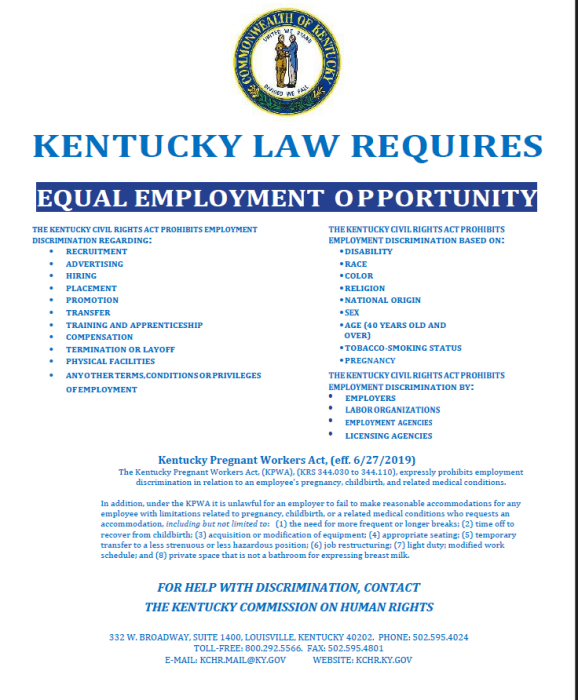 COMMONWEALTH OF KENTUCKY
UNITED WE STAND
DIVIDED WE FALL
KENTUCKY LAW REQUIRES
EQUAL EMPLOYMENT OPPORTUNITY
THE KENTUCKY CIVIL RIGHTS ACT PROHIBITS EMPLOYMENT
DISCRIMINATION REGARDING:
• RECRUITMENT
• ADVERTISING
• HIRING
• PLACEMENT
• PROMOTION
• TRANSFER
• TRAINING AND APPRENTICESHIP
• COMPENSATION
• TERMINATION OR LAYOFF
• PHYSICAL FACILITIES
• ANY OTHER TERMS, CONDITIONS OR PRIVILEGES
OF EMPLOYMENT
THE KENTUCKY CIVIL RIGHTS ACT PROHIBITS
EMPLOYMENT DISCRIMINATION BASED ON:
• DISABILITY
• RACE
• COLOR
• RELIGION
• NATIONAL ORIGIN
• SEX
• AGE (40 YEARS OLD AND
OVER)
• TOBACCO-SMOKING STATUS
• PREGNANCY
THE KENTUCKY CIVIL RIGHTS ACT PROHIBITS
EMPLOYMENT DISCRIMINATION BY:
• EMPLOYERS
• LABOR ORGANIZATIONS
• EMPLOYMENT AGENCIES
• LICENSING AGENCIES
Kentucky Pregnant Workers Act, (eff. 6/27/2019)
The Kentucky Pregnant Workers Act, (KPWA), (KRS 344.030 to 344.110), expressly prohibits employment
discrimination in relation to an employee's pregnancy, childbirth, and related medical conditions.
In addition, under the KPWA it is unlawful for an employer to fail to make reasonable accommodations for any
employee with limitations related to pregnancy, childbirth, or a related medical conditions who requests an
accommodation, including but not limited to: (1) the need for more frequent or longer breaks; (2) time off to
recover from childbirth; (3) acquisition or modification of equipment; (4) appropriate seating; (5) temporary
transfer to a less strenuous or less hazardous position; (6) job restructuring; (7) light duty; modified work
schedule; and (8) private space that is not a bathroom for expressing breast milk.
FOR HELP WITH DISCRIMINATION, CONTACT
THE KENTUCKY COMMISSION ON HUMAN RIGHTS
332 W. BROADWAY, SUITE 1400, LOUISVILLE, KENTUCKY 40202. PHONE: 502.595.4024
TOLL-FREE: 800.292.5566. FAX: 502.595.4801
E-MAIL: KCHR.MAIL@KY.GOV WEBSITE: KCHR.KY.GOV